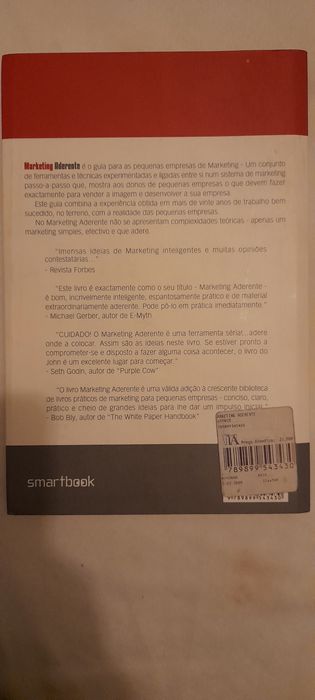 Marketing Aderente é o guia para as pequenas empresas de Marketing - Um conjunto
de ferramentas e técnicas experimentadas e ligadas entre si num sistema de marketing
passo-a-passo que, mostra aos donos de pequenas empresas o que devem fazer
exactamente para vender a imagem e desenvolver a sua empresa.
Este guia combina a experiência obtida em mais de vinte anos de trabalho bem
sucedido, no terreno, com a realidade das pequenas empresas.
No Marketing Aderente não se apresentam complexidades teóricas - apenas um
marketing simples, efectivo e que adere.
"Imensas ideias de Marketing inteligentes e muitas opiniões
contestatárias..."
- Revista Forbes
"Este livro é exactamente como o seu título - Marketing Aderente -
é bom, incrivelmente inteligente, espantosamente prático e de material
extraordinariamente aderente. Pode pô-lo em prática imediatamente."
- Michael Gerber, autor de E-Myth
"CUIDADO! O Marketing Aderente é uma ferramenta séria!...adere
onde a colocar. Assim são as ideias neste livro. Se estiver pronto a
comprometer-se e disposto a fazer alguma coisa acontecer, o livro do
John é um excelente lugar para começar."
- Seth Godin, autor de "Purple Cow"
"O livro Marketing Aderente é uma válida adição à crescente biblioteca
de livros práticos de marketing para pequenas empresas - conciso, claro,
prático e cheio de grandes ideias para lhe dar um impulso inicial."
- Bob Bly, autor de "The White Paper Handbook"
MARKETING ADERENTE
789899 543430
9 789899 543430
smartbook